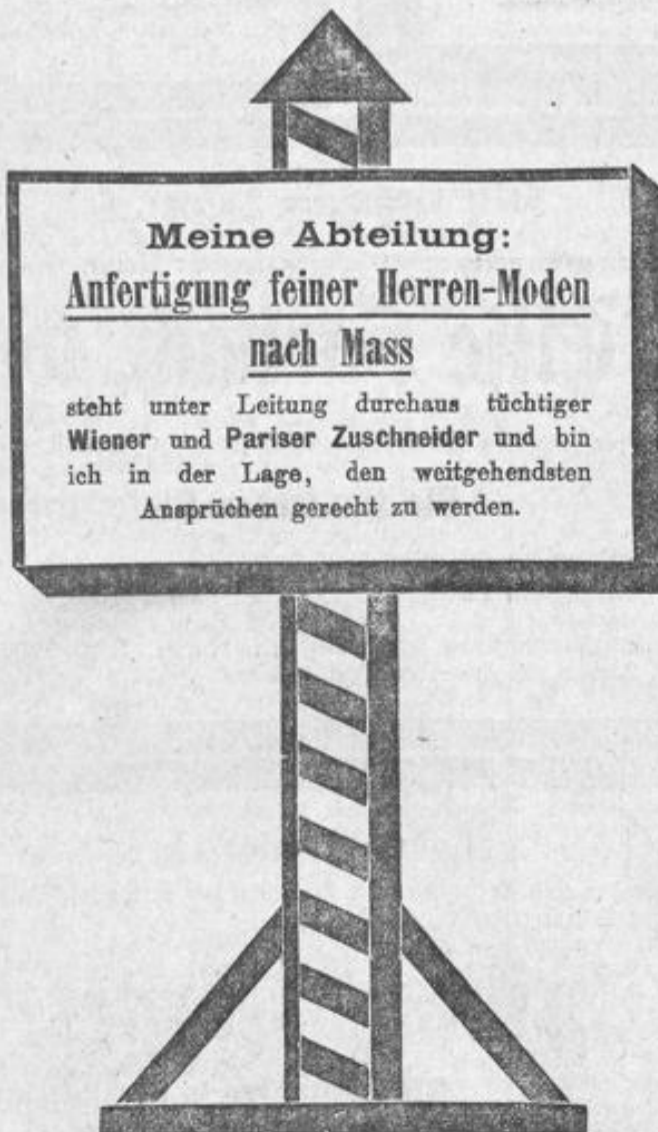 Meine Abteilung:
Anfertigung feiner Herren-Moden
nach Mass
steht unter Leitung durchaus tüchtiger
Wiener und Pariser Zuschneider und bin
ich in der Lage, den weitgehendsten
Ansprüchen gerecht zu werden.